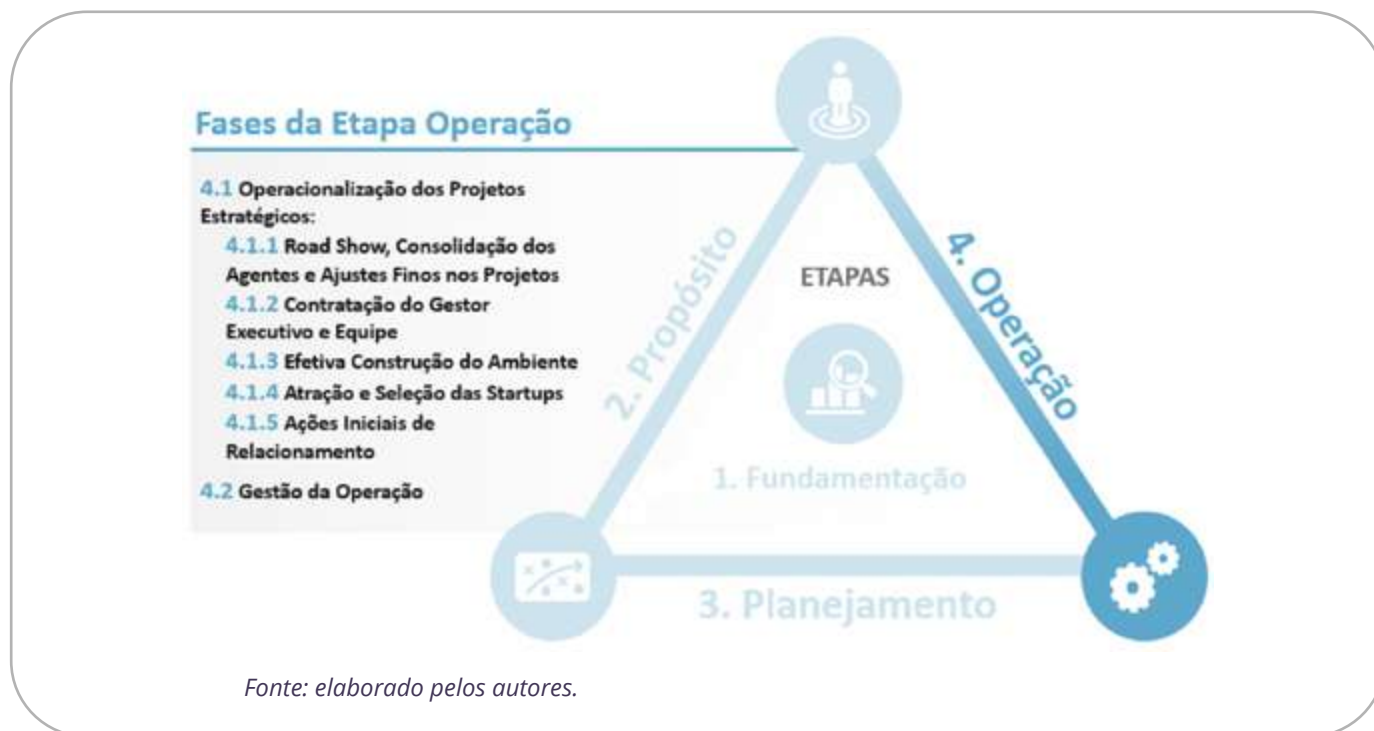 Fases da Etapa Operação
4.1 Operacionalização dos Projetos
Estratégicos:
4.1.1 Road Show, Consolidação dos
Agentes e Ajustes Finos nos Projetos
4.1.2 Contratação do Gestor
Executivo e Equipe
4.1.3 Efetiva Construção do Ambiente
4.1.4 Atração e Seleção das Startups
4.1.5 Ações Iniciais de
Relacionamento
4.2 Gestão da Operação
ETAPAS
2. Propósito
4. Operação
1. Fundamentação
3. Planejamento
Fonte: elaborado pelos autores.